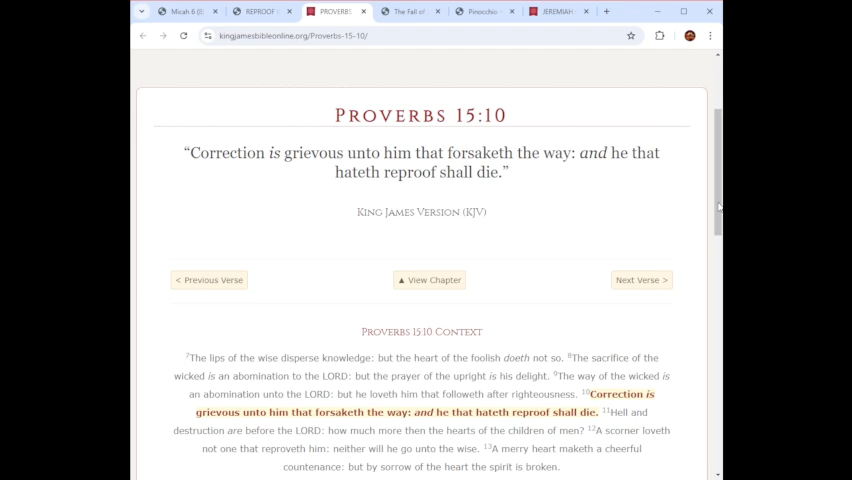 Micah 6 (
REPROOF
PROVERBS
The Fall of
Pinocchio
JEREMIAH
kingjamesbibleonline.org/Proverbs-15-10/
PROVERBS 15:10
“Correction is grievous unto him that forsaketh the way: and he that
hateth reproof shall die.”
KING JAMES VERSION (KJV)
< Previous Verse
▲ View Chapter
Next Verse >
PROVERBS 15:10 CONTEXT
7The lips of the wise disperse knowledge: but the heart of the foolish doeth not so. 8The sacrifice of the
wicked is an abomination to the LORD: but the prayer of the upright is his delight. 9The way of the wicked is
an abomination unto the LORD: but he loveth him that followeth after righteousness. 10Correction is
grievous unto him that forsaketh the way: and he that hateth reproof shall die. 11Hell and
destruction are before the LORD: how much more then the hearts of the children of men? 12A scorner loveth
not one that reproveth him: neither will he go unto the wise. 13A merry heart maketh a cheerful
countenance: but by sorrow of the heart the spirit is broken.